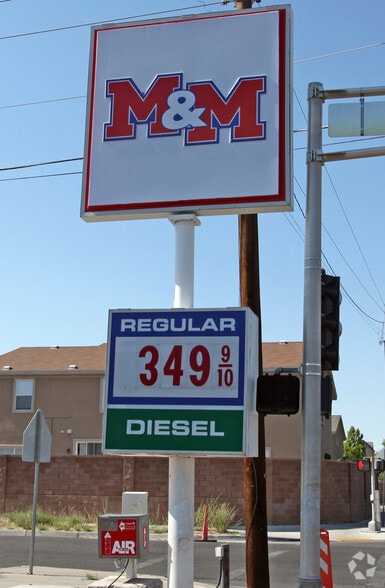 M&M
REGULAR
349 9/10
DIESEL
AIR